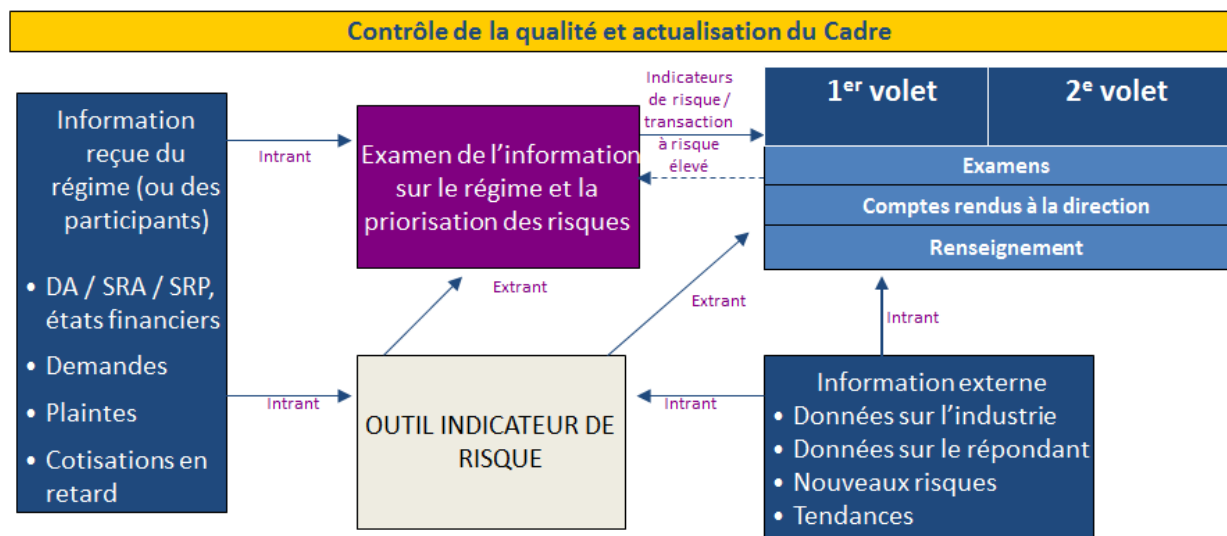 Contrôle de la qualité et actualisation du Cadre
Information
reçue du
régime (ou des
participants)
• DA / SRA / SRP,
états financiers
• Demandes
• Plaintes
• Cotisations en
retard
Intrant
Intrant
Examen de l’information
sur le régime et la
priorisation des risques
Indicateurs
de risque /
transaction
à risque
élevé
1er volet
2e volet
Examens
Comptes rendus à la direction
Renseignement
Extrant
Extrant
Intrant
OUTIL INDICATEUR DE
RISQUE
Intrant
Information externe
• Données sur l’industrie
• Données sur le répondant
• Nouveaux risques
• Tendances